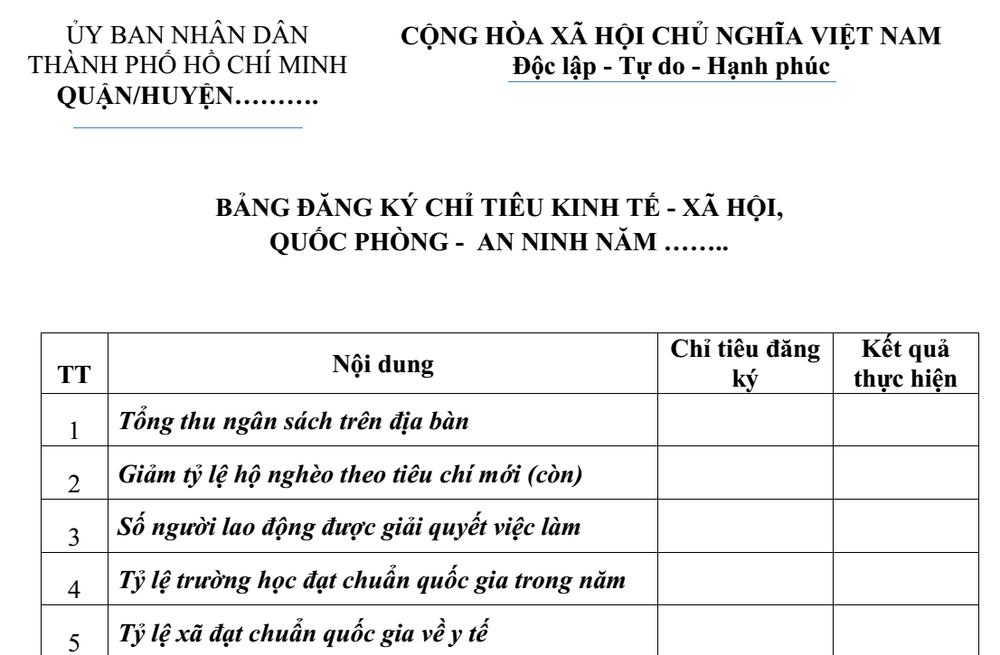 ỦY BAN NHÂN DÂN
THÀNH PHỐ HỒ CHÍ MINH
QUẬN/HUYỆN……….
CỘNG HÒA XÃ HỘI CHỦ NGHĨA VIỆT NAM
Độc lập - Tự do - Hạnh phúc
BẢNG ĐĂNG KÝ CHỈ TIÊU KINH TẾ - XÃ HỘI,
QUỐC PHÒNG - AN NINH NĂM ……..
TT Nội dung Chỉ tiêu đăng ký Kết quả thực hiện
1 Tổng thu ngân sách trên địa bàn
2 Giảm tỷ lệ hộ nghèo theo tiêu chí mới (còn)
3 Số người lao động được giải quyết việc làm
4 Tỷ lệ trường học đạt chuẩn quốc gia trong năm
5 Tỷ lệ xã đạt chuẩn quốc gia về y tế